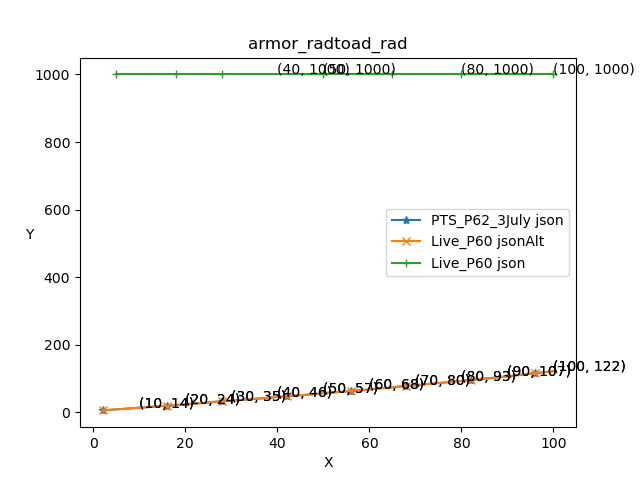 armor_radtoad_rad
1000
(40, 1000)
(50, 1000)
(80, 1000)
(100, 1000)
800
600
PTS_P62_3July json
Live_P60 jsonAlt
Live_P60 json
Y
400
200
0
(10, 14)
(20, 24)
(30, 35)
(40, 46)
(50, 57)
(60, 68)
(70, 80)
(80, 93)
(90, 107)
(100, 122)
0 20 40 60 80 100
X